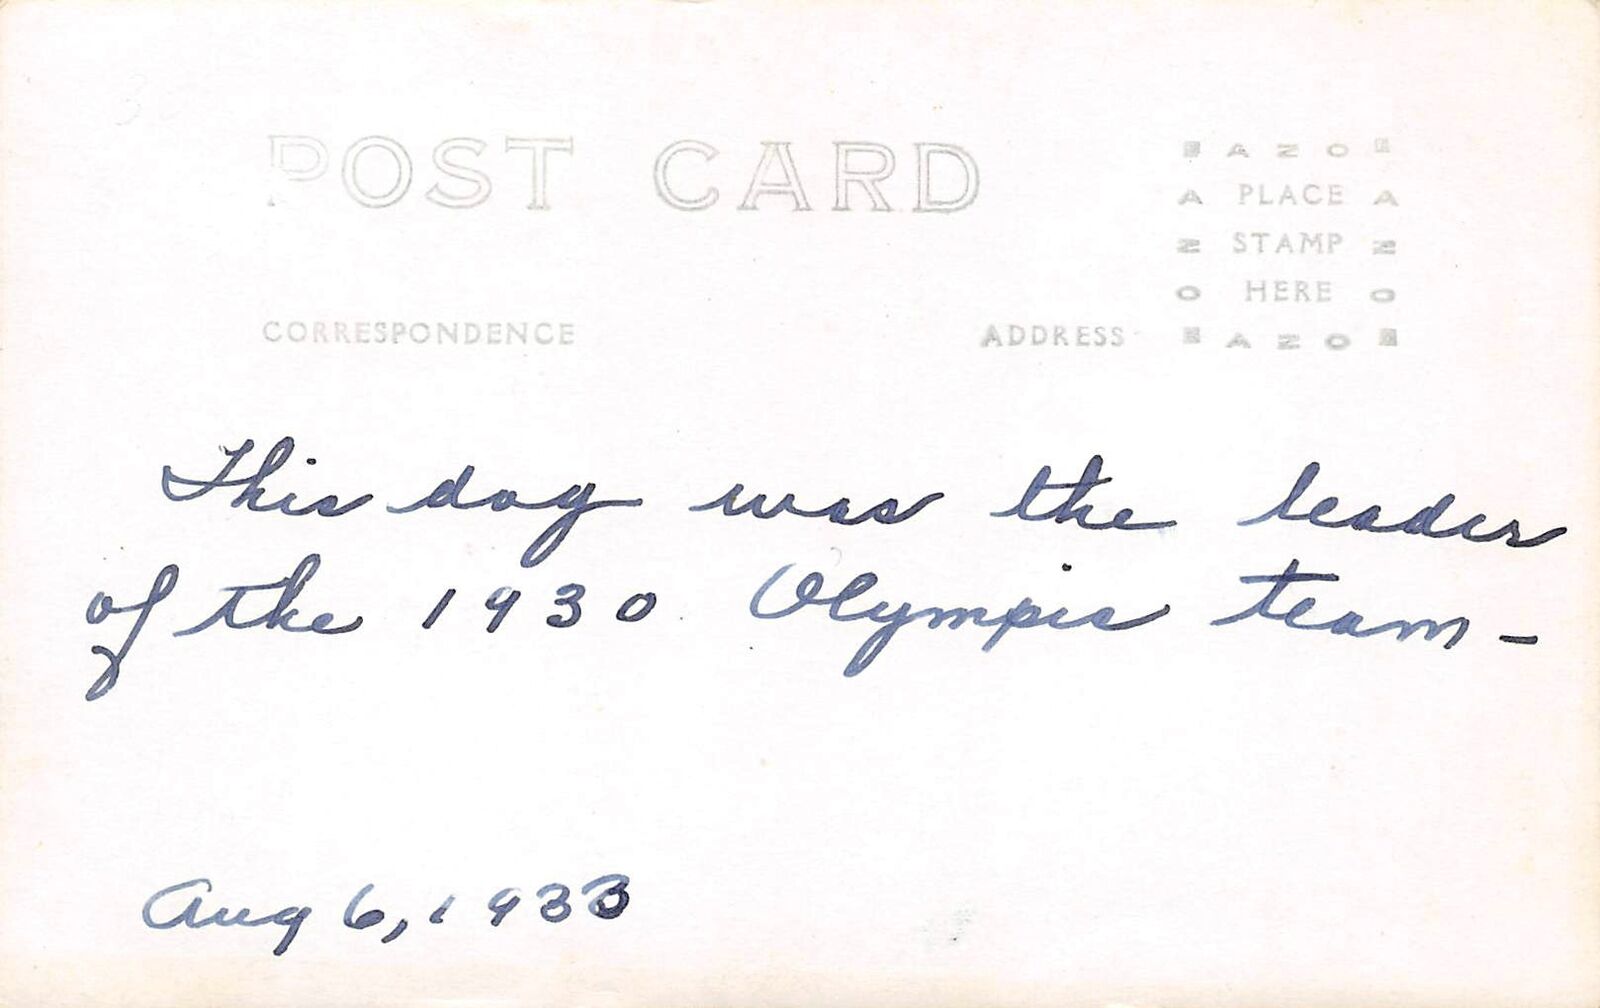 POST CARD
AZO
A PLACE A
Z STAMP Z
O HERE O
CORRESPONDENCE
ADDRESS
AZO
This dog was the leader
of the 1930 Olympic team -
Aug 6, 1933